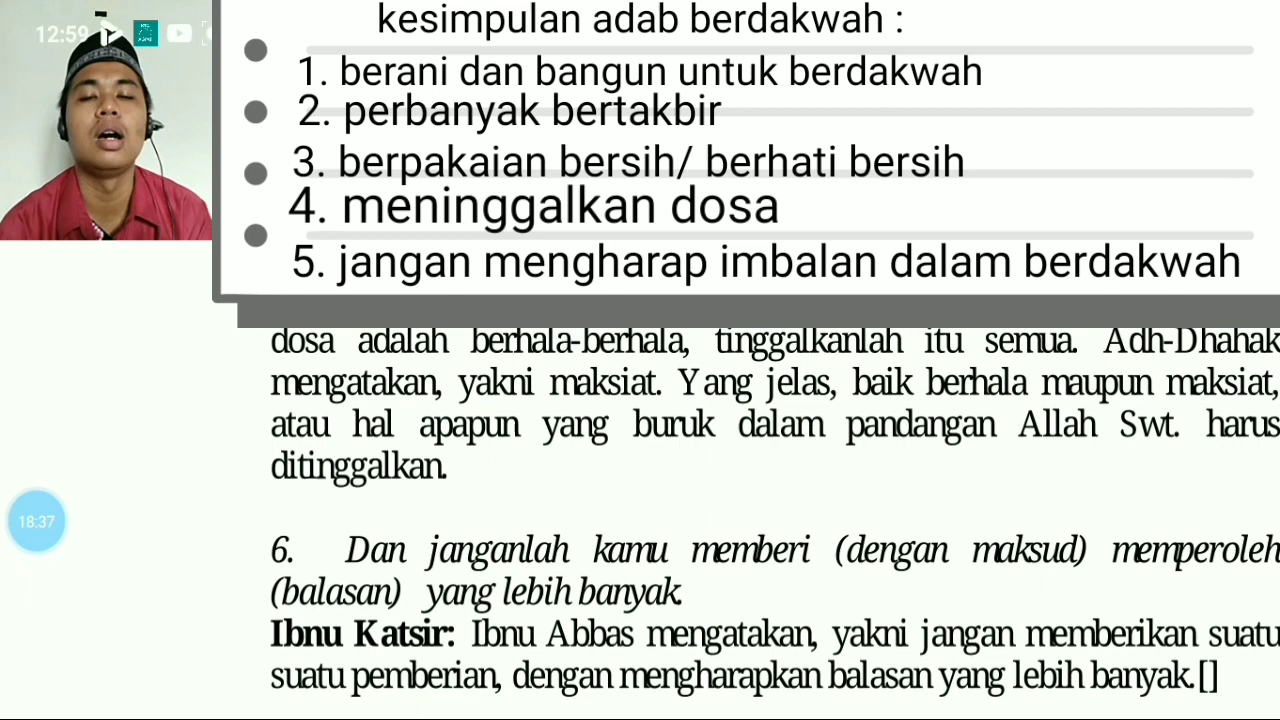 12:59
kesimpulan adab berdakwah :
1. berani dan bangun untuk berdakwah
2. perbanyak bertakbir
3. berpakaian bersih/ berhati bersih
4. meninggalkan dosa
5. jangan mengharap imbalan dalam berdakwah
dosa adalah berhala-berhala, tinggalkanlah itu semua. Adh-Dhahak
mengatakan, yakni maksiat. Yang jelas, baik berhala maupun maksiat,
atau hal apapun yang buruk dalam pandangan Allah Swt. harus
ditinggalkan.
18:37
6. Dan janganlah kamu memberi (dengan maksud) memperoleh
(balasan) yang lebih banyak.
Ibnu Katsir: Ibnu Abbas mengatakan, yakni jangan memberikan suatu
suatu pemberian, dengan mengharapkan balasan yang lebih banyak.[]